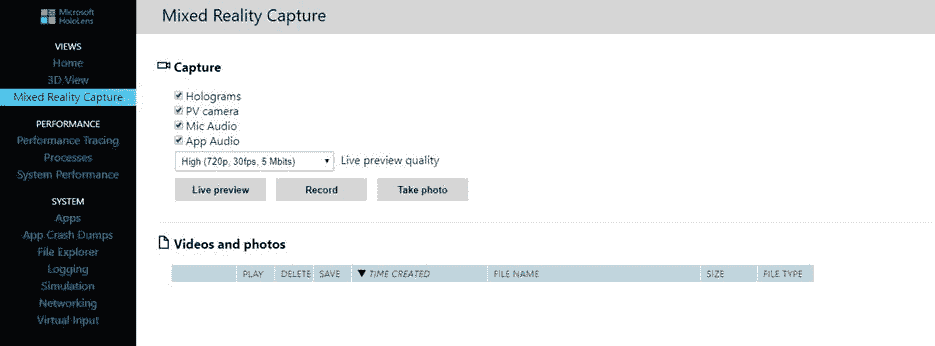 Microsoft
HoloLens
VIEWS
Home
3D View
Mixed Reality Capture
PERFORMANCE
Performance Tracing
Processes
System Performance
SYSTEM
Apps
App Crash Dumps
File Explorer
Logging
Simulation
Networking
Virtual Input
Mixed Reality Capture
Capture
Holograms
PV camera
Mic Audio
App Audio
High (720p, 30fps, 5 Mbits) Live preview quality
Live preview Record Take photo
Videos and photos
PLAY DELETE SAVE TIME CREATED FILE NAME SIZE FILE TYPE